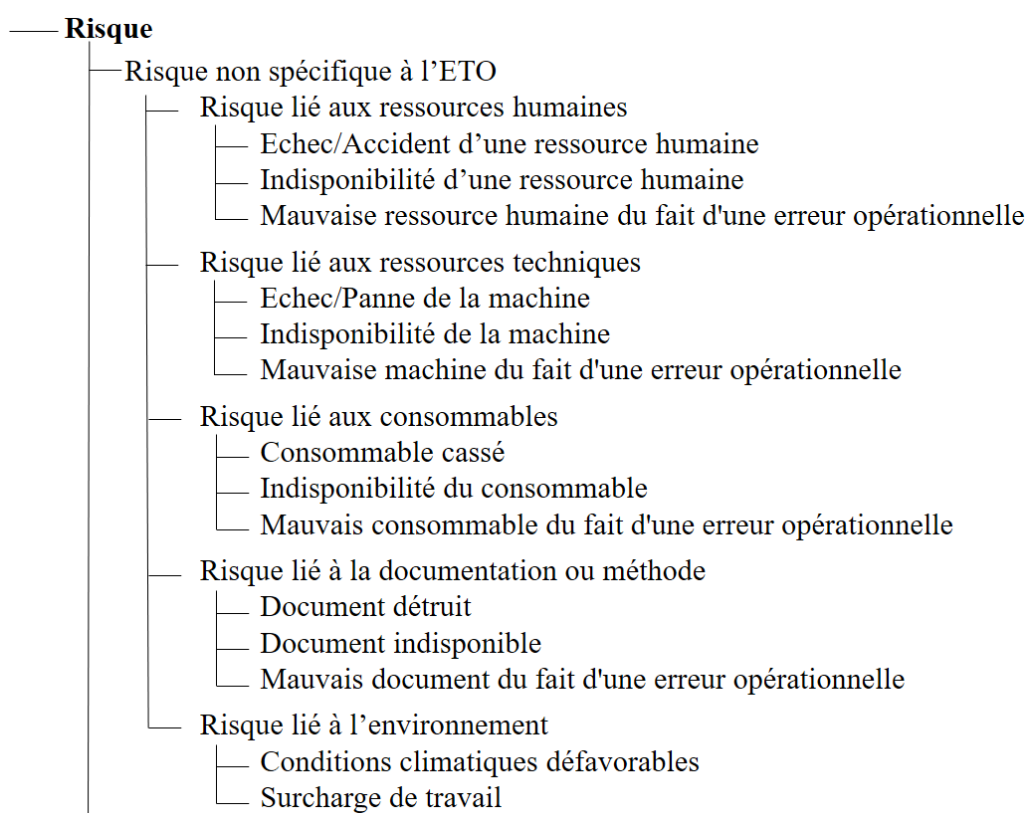 Risque
Risque non spécifique à l’ETO
Risque lié aux ressources humaines
Echec/Accident d’une ressource humaine
Indisponibilité d’une ressource humaine
Mauvaise ressource humaine du fait d'une erreur opérationnelle
Risque lié aux ressources techniques
Echec/Panne de la machine
Indisponibilité de la machine
Mauvaise machine du fait d'une erreur opérationnelle
Risque lié aux consommables
Consommable cassé
Indisponibilité du consommable
Mauvais consommable du fait d'une erreur opérationnelle
Risque lié à la documentation ou méthode
Document détruit
Document indisponible
Mauvais document du fait d'une erreur opérationnelle
Risque lié à l’environnement
Conditions climatiques défavorables
Surcharge de travail